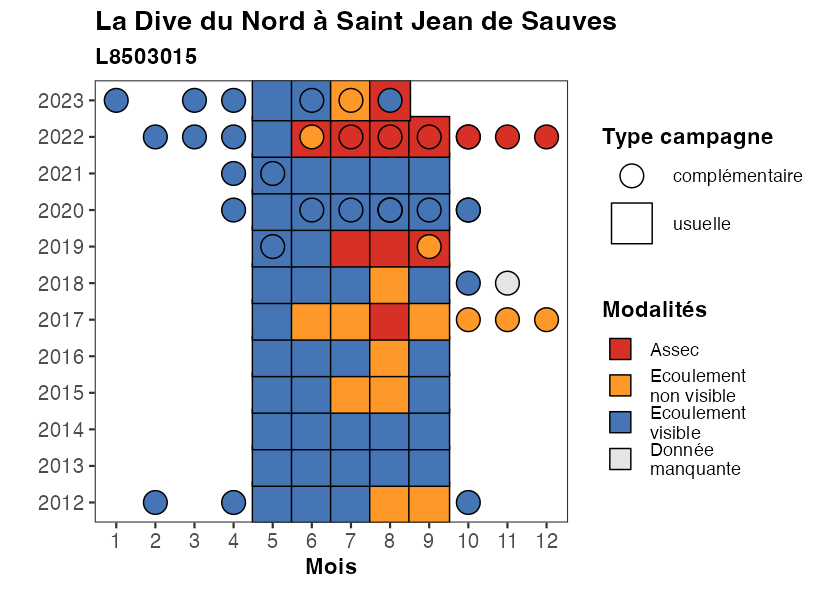 La Dive du Nord à Saint Jean de Sauves
L8503015
2023
2022
2021
2020
2019
2018
2017
2016
2015
2014
2013
2012
1 2 3 4 5 6 7 8 9 10 11 12
Mois
Type campagne
complémentaire
usuelle
Modalités
Assec
Ecoulement
non visible
Ecoulement
visible
Donnée
manquante